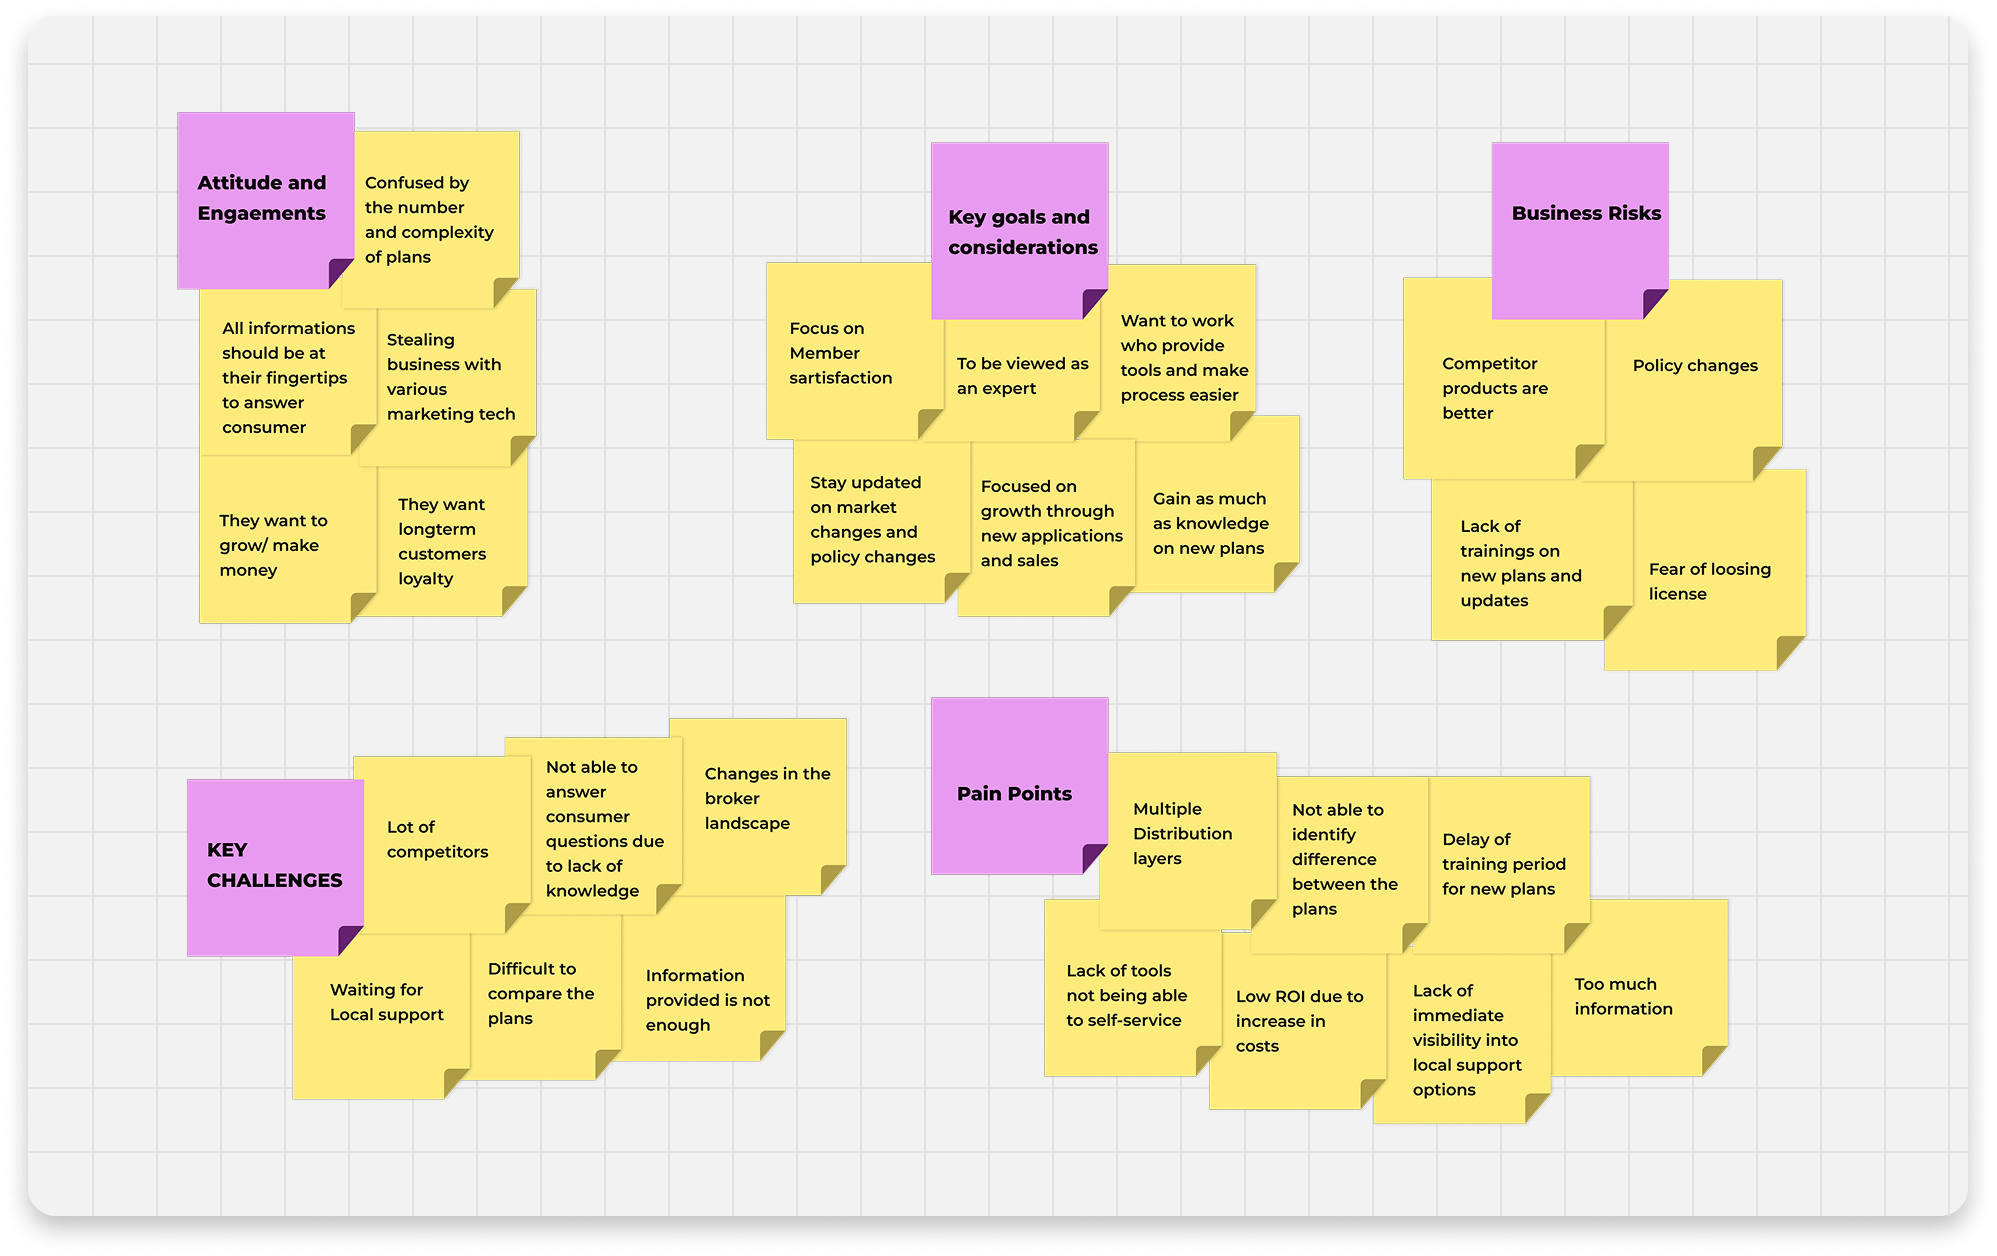 Attitude and
Engaements
Confused by
the number
and complexity
of plans
All informations
should be at
their fingertips
to answer
consumer
Stealing
business with
various
marketing tech
They want to
grow/ make
money
They want
longterm
customers
loyalty
Key goals and
considerations
Focus on
Member
sartisfaction
To be viewed as
an expert
Want to work
who provide
tools and make
process easier
Stay updated
on market
changes and
policy changes
Focused on
growth through
new applications
and sales
Gain as much
as knowledge
on new plans
Business Risks
Competitor
products are
better
Policy changes
Lack of
trainings on
new plans and
updates
Fear of loosing
license
KEY
CHALLENGES
Lot of
competitors
Not able to
answer
consumer
questions due
to lack of
knowledge
Changes in the
broker
landscape
Waiting for
Local support
Difficult to
compare the
plans
Information
provided is not
enough
Pain Points
Multiple
Distribution
layers
Not able to
identify
difference
between the
plans
Delay of
training period
for new plans
Lack of tools
not being able
to self-service
Low ROI due to
increase in
costs
Lack of
immediate
visibility into
local support
options
Too much
information